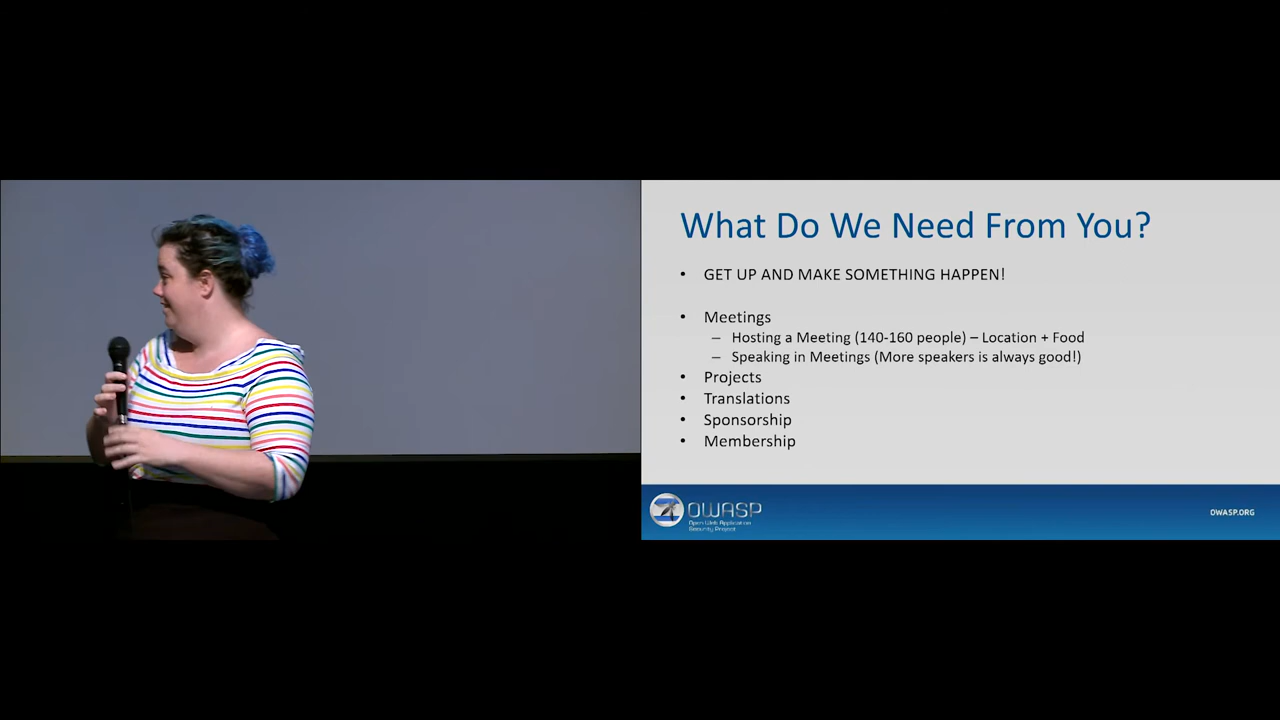 What Do We Need From You?
• GET UP AND MAKE SOMETHING HAPPEN!
• Meetings
– Hosting a Meeting (140-160 people) – Location + Food
– Speaking in Meetings (More speakers is always good!)
• Projects
• Translations
• Sponsorship
• Membership
OWASP
Open Web Application
Security Project
OWASP.ORG